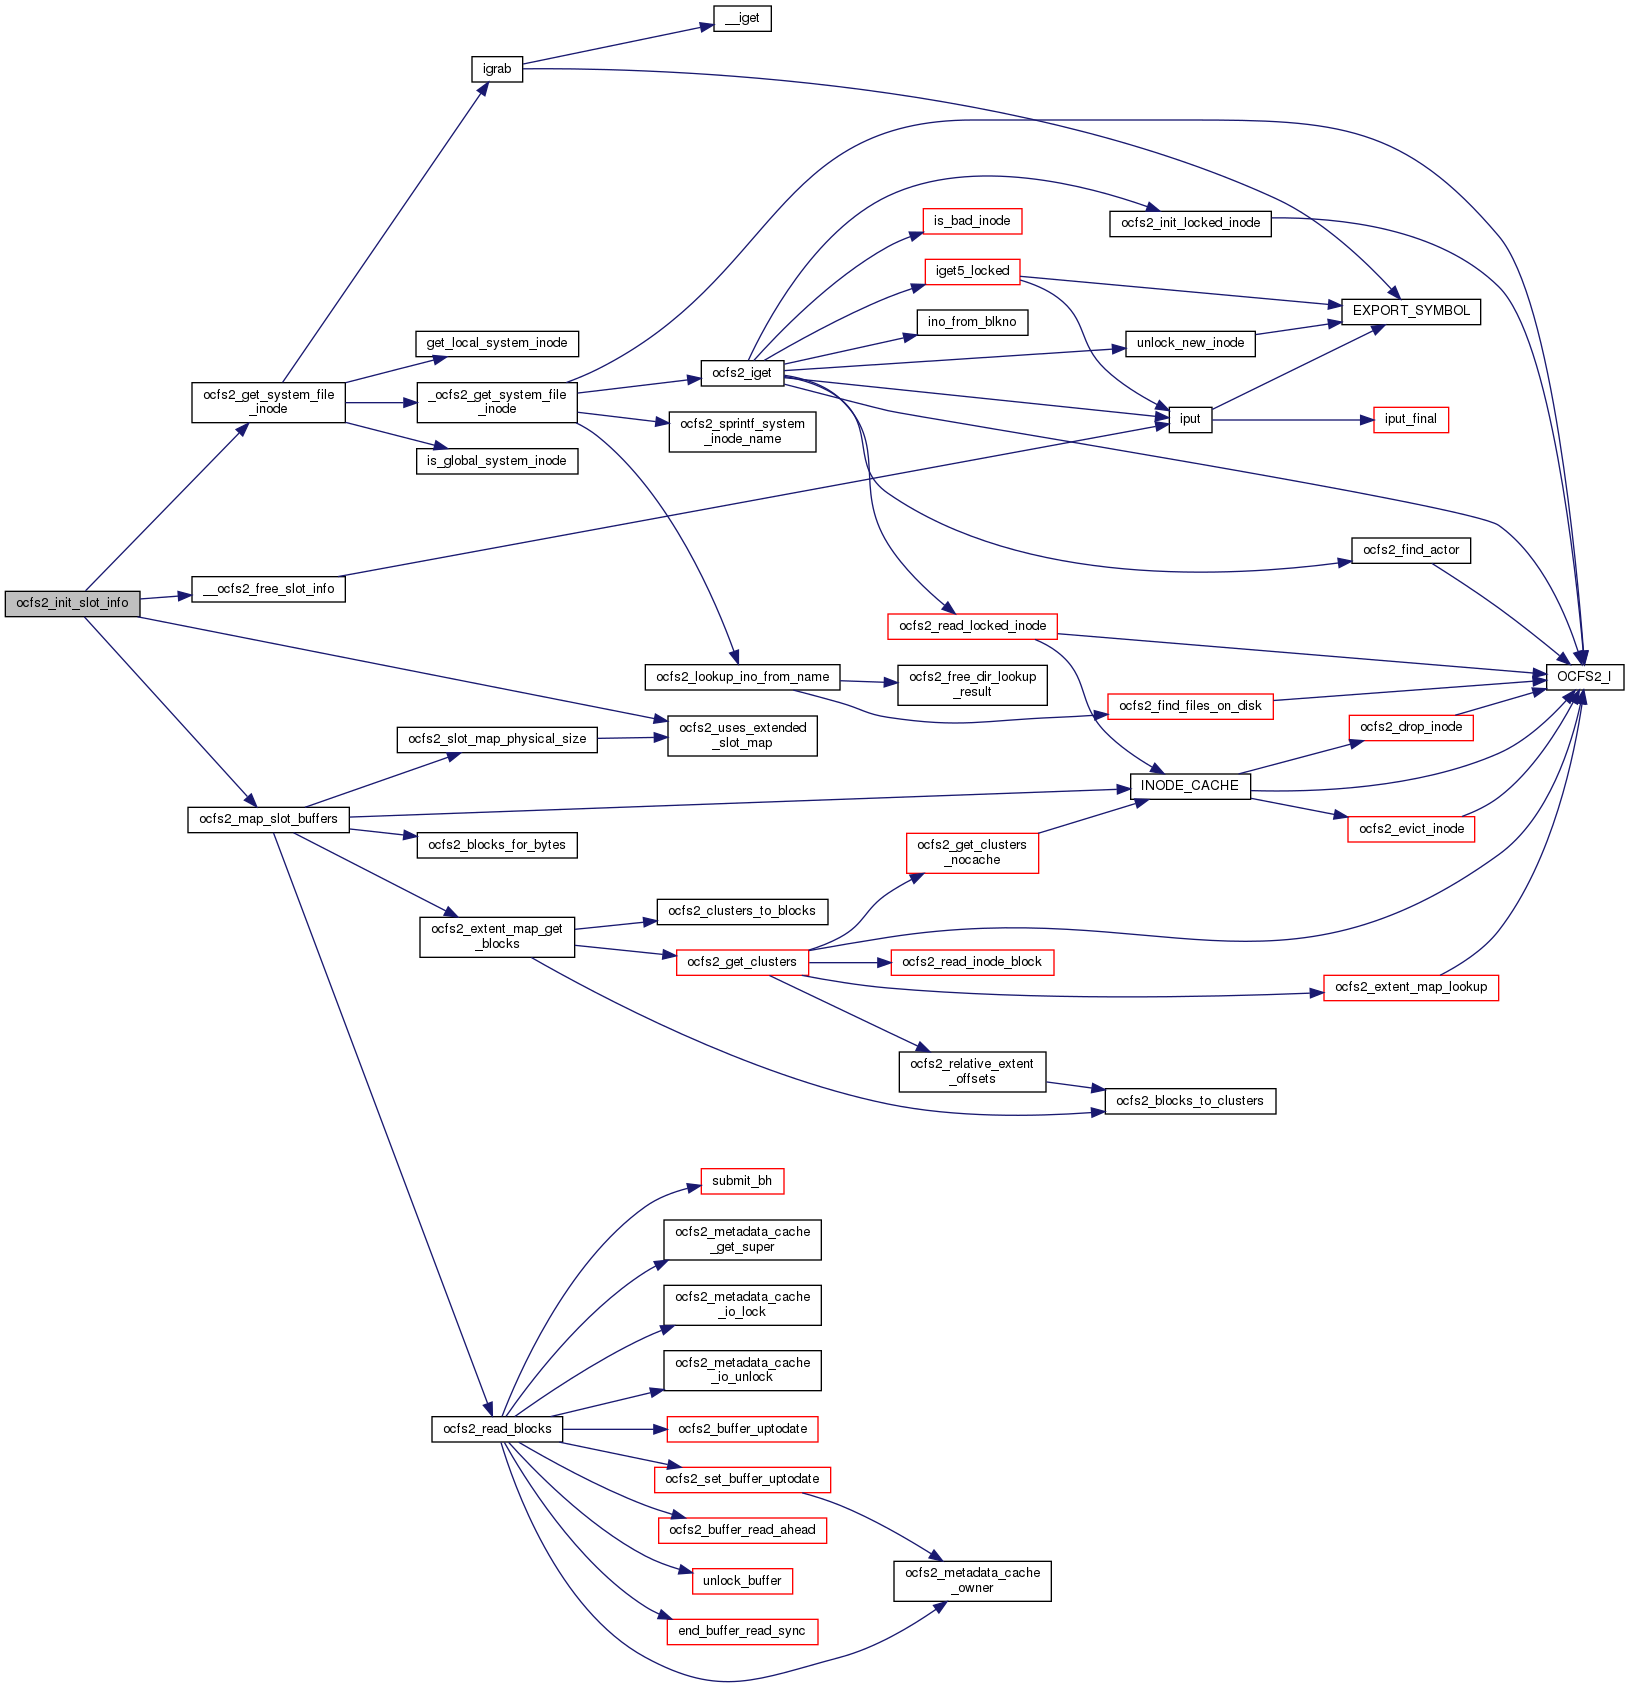 __iget
igrab
is_bad_inode
ocfs2_init_locked_inode
iget5_locked
EXPORT_SYMBOL
ino_from_blkno
get_local_system_inode
unlock_new_inode
ocfs2_iget
ocfs2_get_system_file
_inode
_ocfs2_get_system_file
_inode
iput
iput_final
ocfs2_sprintf_system
_inode_name
is_global_system_inode
ocfs2_find_actor
__ocfs2_free_slot_info
ocfs2_init_slot_info
ocfs2_read_locked_inode
ocfs2_lookup_ino_from_name
ocfs2_free_dir_lookup
_result
OCFS2_I
ocfs2_find_files_on_disk
ocfs2_uses_extended
_slot_map
ocfs2_drop_inode
ocfs2_slot_map_physical_size
INODE_CACHE
ocfs2_map_slot_buffers
ocfs2_evict_inode
ocfs2_blocks_for_bytes
ocfs2_get_clusters
_nocache
ocfs2_clusters_to_blocks
ocfs2_extent_map_get
_blocks
ocfs2_get_clusters
ocfs2_read_inode_block
ocfs2_extent_map_lookup
ocfs2_relative_extent
_offsets
ocfs2_blocks_to_clusters
submit_bh
ocfs2_metadata_cache
_get_super
ocfs2_metadata_cache
_io_lock
ocfs2_metadata_cache
_io_unlock
ocfs2_read_blocks
ocfs2_buffer_uptodate
ocfs2_set_buffer_uptodate
ocfs2_buffer_read_ahead
unlock_buffer
ocfs2_metadata_cache
_owner
end_buffer_read_sync